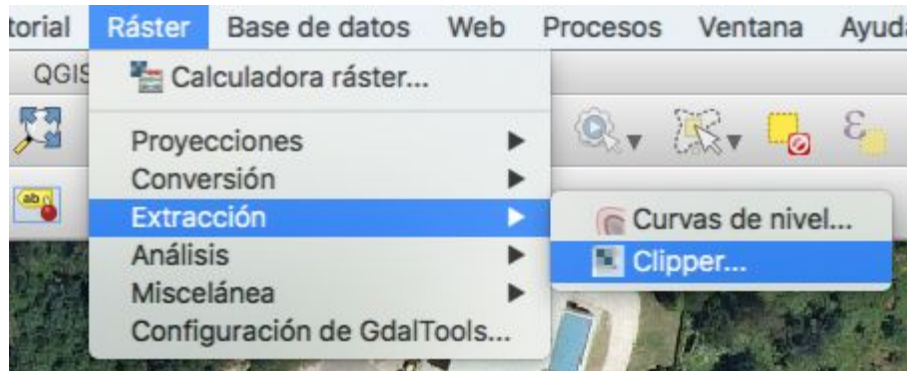 torial Ráster Base de datos Web Procesos Ventana Ayuda
QGIS
Calculadora ráster...
Proyecciones
Conversión
Extracción
Curvas de nivel...
Análisis
Clipper...
Miscelánea
Configuración de GdalTools...
ab
ε